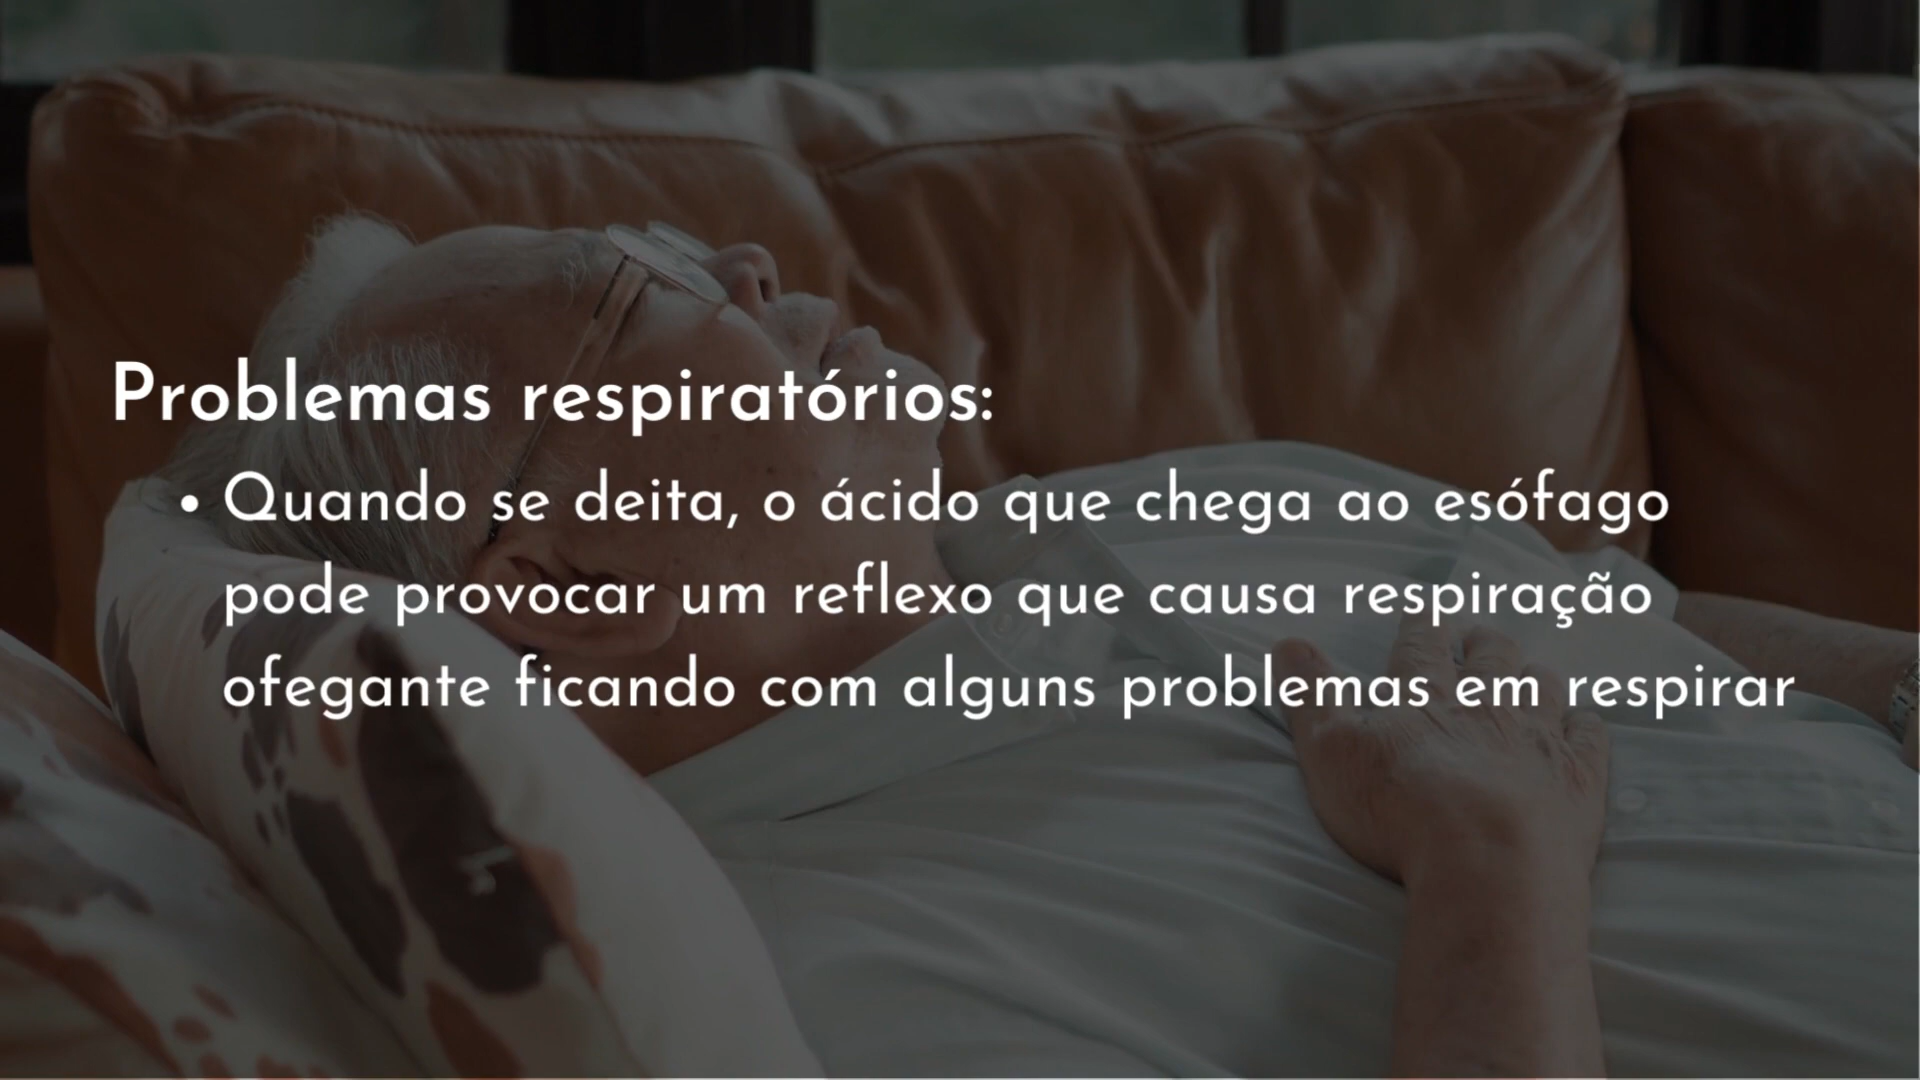 Problemas respiratórios:
• Quando se deita, o ácido que chega ao esófago
pode provocar um reflexo que causa respiração
ofegante ficando com alguns problemas em respirar